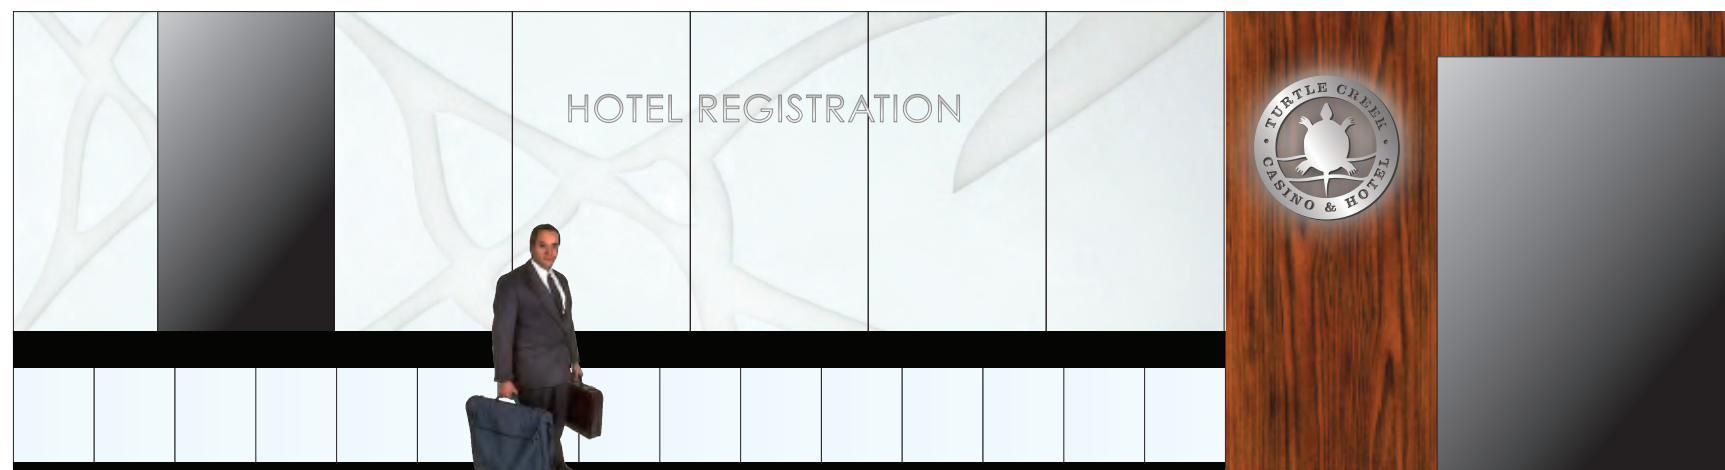 HOTEL REGISTRATION
TURTLE CREEK
CASINO & HOTEL